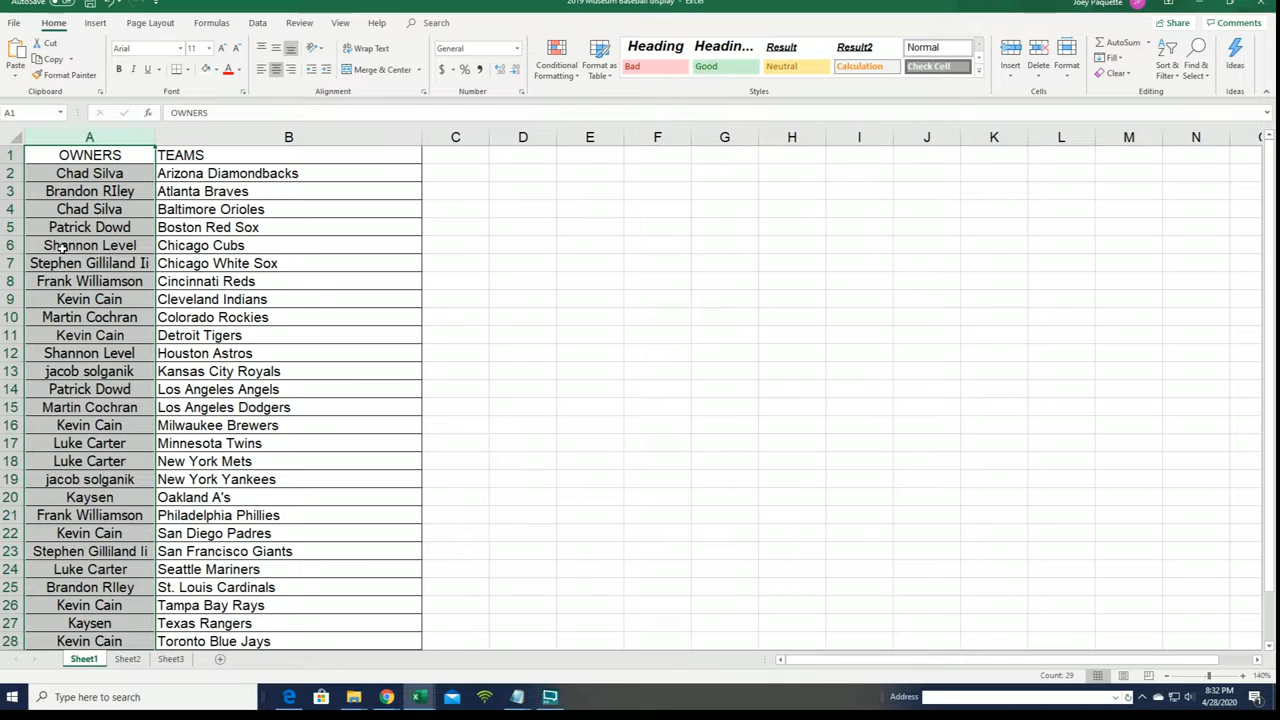 AutoSave Off 2019 Museum Baseball display - Excel Joey Paquette JP
File Home Insert Page Layout Formulas Data Review View Help Search Share Comments
Paste Cut Copy Format Painter Clipboard
Arial 11 A A B I U A Font
Wrap Text Merge & Center Alignment
General $ % , Number
Conditional Formatting Format as Table
Heading Headin... Result Result2 Normal
Bad Good Neutral Calculation Check Cell
Styles
Insert Delete Format Cells
AutoSum Fill Clear Sort & Filter Find & Select Editing
Ideas Ideas
A1 fx OWNERS
A B C D E F G H I J K L M N
1 OWNERS TEAMS
2 Chad Silva Arizona Diamondbacks
3 Brandon RIley Atlanta Braves
4 Chad Silva Baltimore Orioles
5 Patrick Dowd Boston Red Sox
6 Shannon Level Chicago Cubs
7 Stephen Gilliland Ii Chicago White Sox
8 Frank Williamson Cincinnati Reds
9 Kevin Cain Cleveland Indians
10 Martin Cochran Colorado Rockies
11 Kevin Cain Detroit Tigers
12 Shannon Level Houston Astros
13 jacob solganik Kansas City Royals
14 Patrick Dowd Los Angeles Angels
15 Martin Cochran Los Angeles Dodgers
16 Kevin Cain Milwaukee Brewers
17 Luke Carter Minnesota Twins
18 Luke Carter New York Mets
19 jacob solganik New York Yankees
20 Kaysen Oakland A's
21 Frank Williamson Philadelphia Phillies
22 Kevin Cain San Diego Padres
23 Stephen Gilliland Ii San Francisco Giants
24 Luke Carter Seattle Mariners
25 Brandon RIley St. Louis Cardinals
26 Kevin Cain Tampa Bay Rays
27 Kaysen Texas Rangers
28 Kevin Cain Toronto Blue Jays
Sheet1 Sheet2 Sheet3
Count: 29 140%
Type here to search Address 8:32 PM
4/28/2020